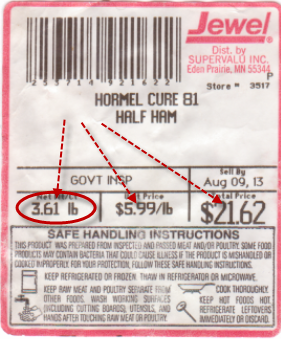 Jewel
Dist. by
SUPERVALU INC.
Eden Prairie, MN 55344
P
Store # 3517
HORMEL CURE 81
HALF HAM
GOVT INSP
Sell By
Aug 09, 13
Net Wt/Ct
3.61 lb
Price
$5.99/lb
Total Price
$21.62
SAFE HANDLING INSTRUCTIONS
THIS PRODUCT WAS PREPARED FROM INSPECTED AND PASSED MEAT AND/OR POULTRY. SOME FOOD
PRODUCTS MAY CONTAIN BACTERIA THAT COULD CAUSE ILLNESS IF THE PRODUCT IS MISHANDLED OR
COOKED IMPROPERLY. FOR YOUR PROTECTION, FOLLOW THESE SAFE HANDLING INSTRUCTIONS.
KEEP REFRIGERATED OR FROZEN. THAW IN REFRIGERATOR OR MICROWAVE.
KEEP RAW MEAT AND POULTRY SEPARATE FROM
OTHER FOODS. WASH WORKING SURFACES
(INCLUDING CUTTING BOARDS), UTENSILS, AND
HANDS AFTER TOUCHING RAW MEAT OR POULTRY.
COOK THOROUGHLY.
KEEP HOT FOODS HOT.
REFRIGERATE LEFTOVERS
IMMEDIATELY OR DISCARD.